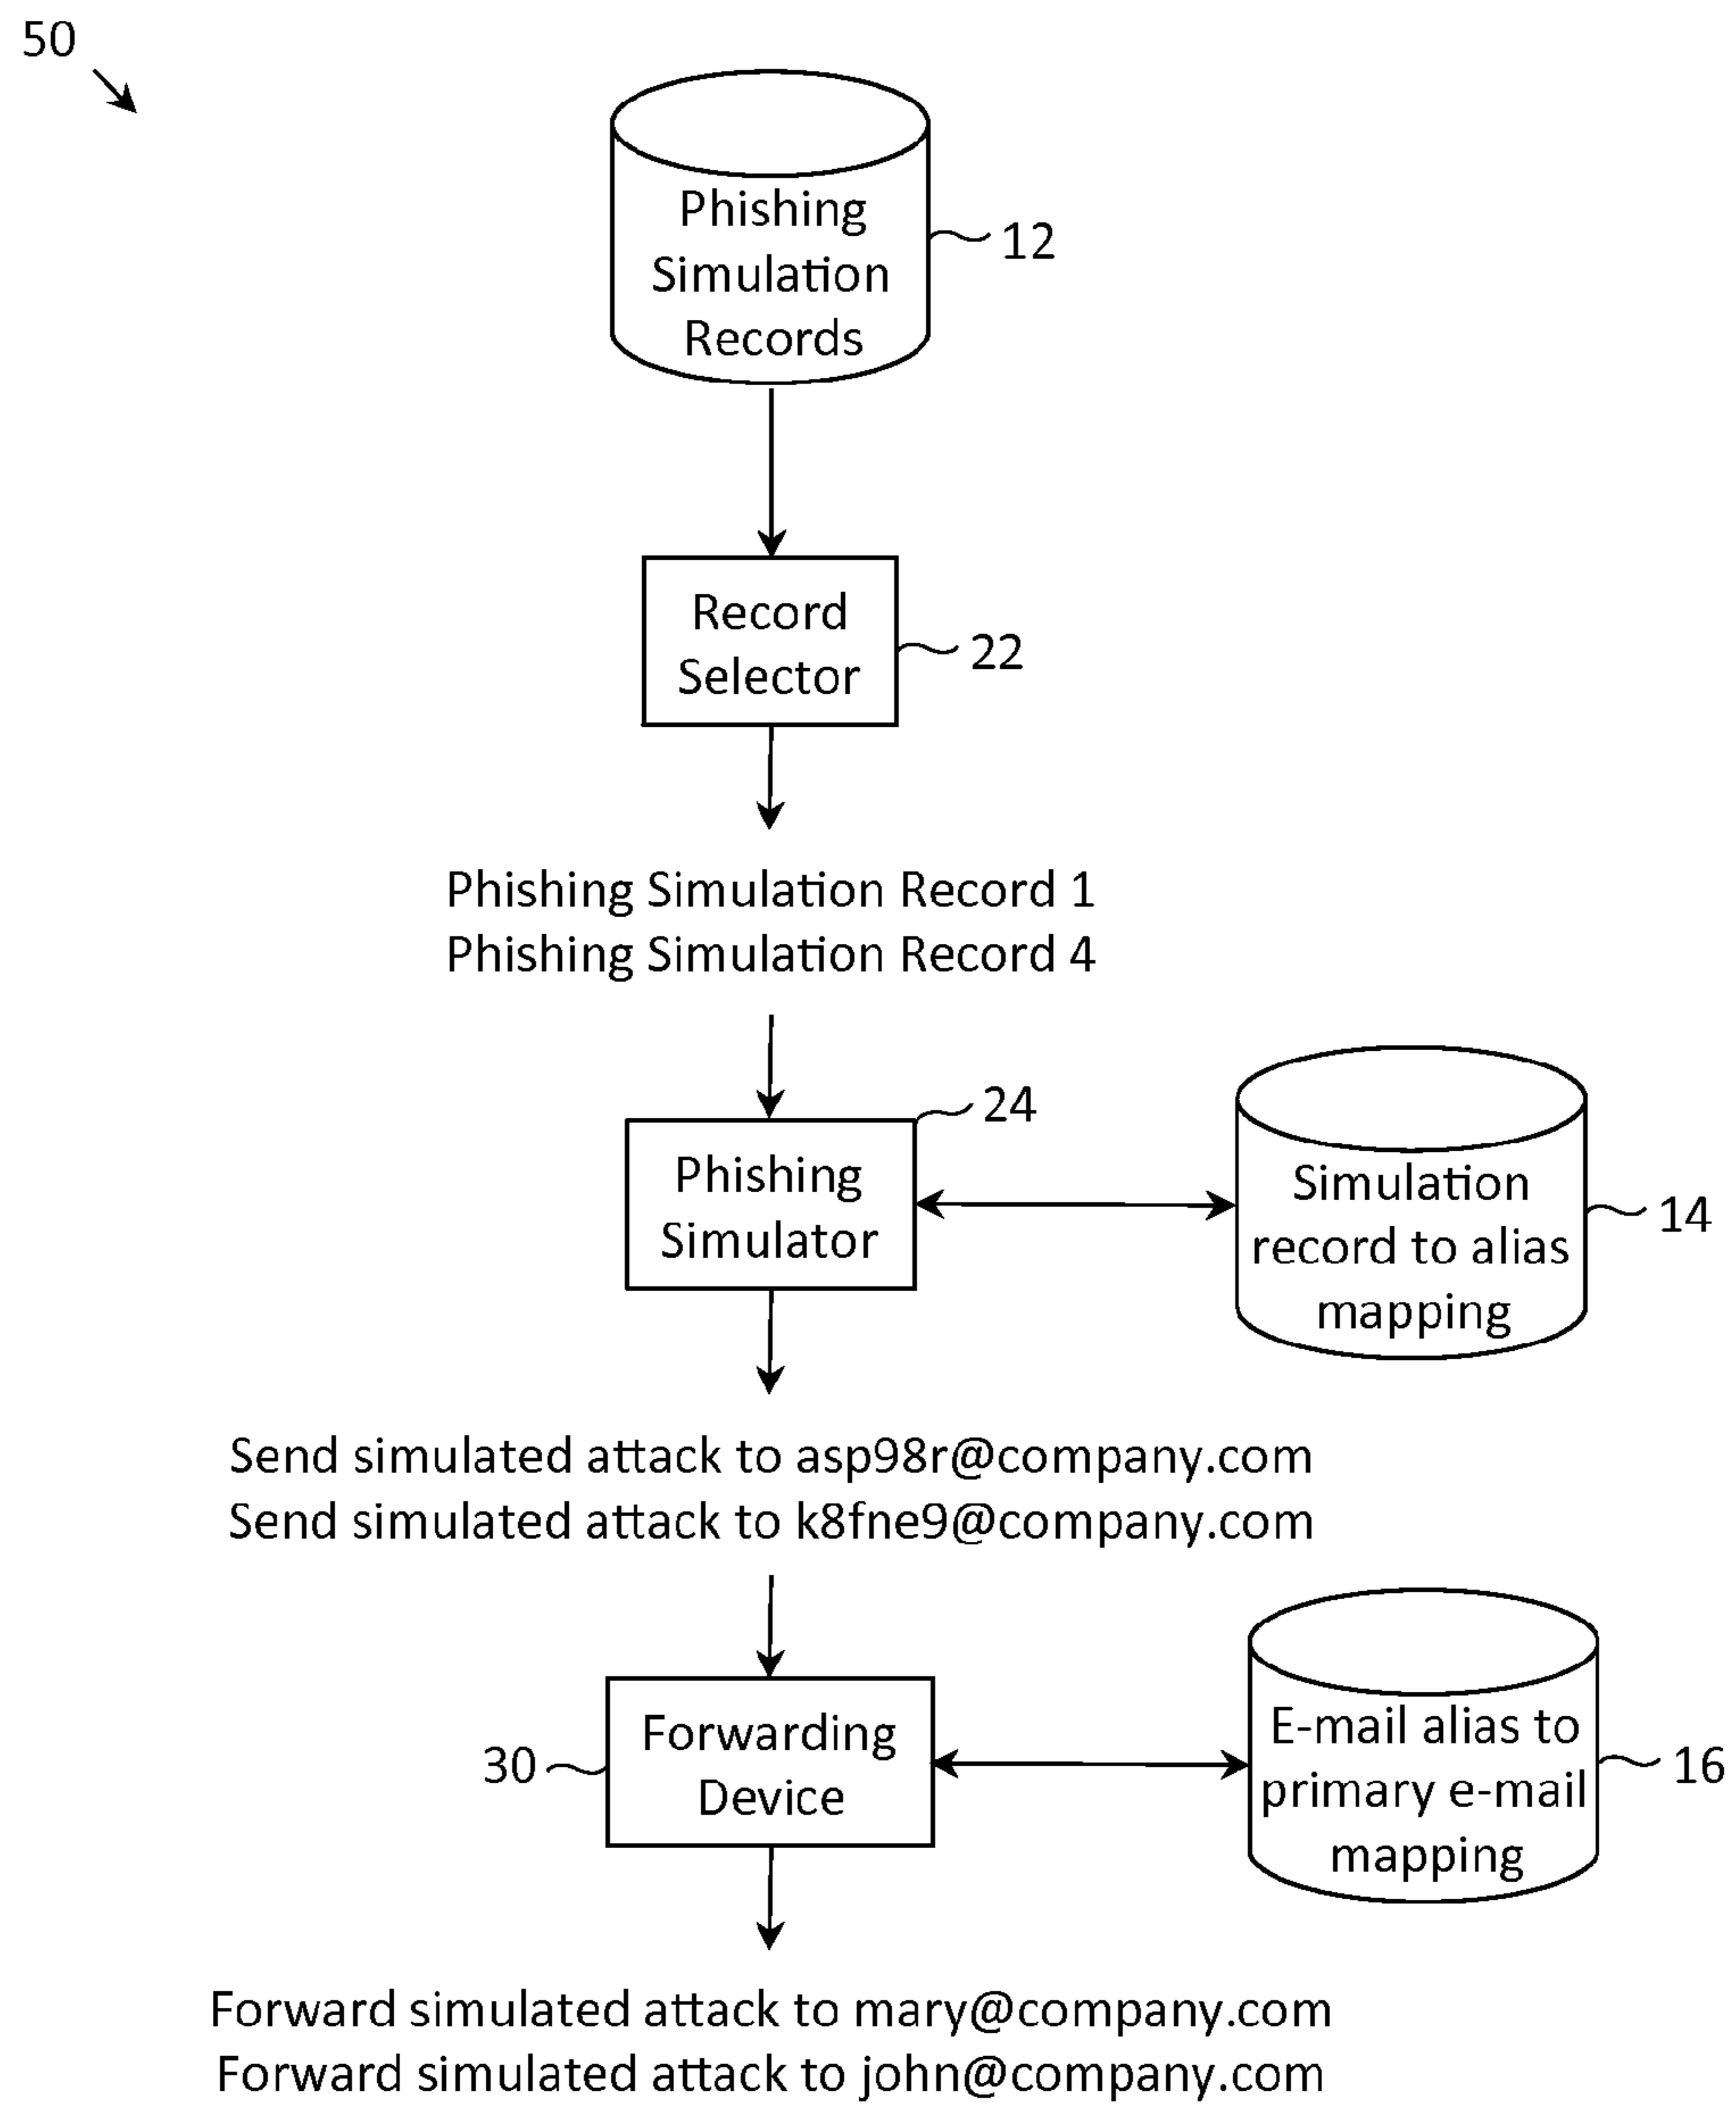 50
Phishing
Simulation
Records
12
Record
Selector
22
Phishing Simulation Record 1
Phishing Simulation Record 4
24
Phishing
Simulator
Simulation
record to alias
mapping
14
Send simulated attack to asp98r@company.com
Send simulated attack to k8fne9@company.com
30
Forwarding
Device
E-mail alias to
primary e-mail
mapping
16
Forward simulated attack to mary@company.com
Forward simulated attack to john@company.com